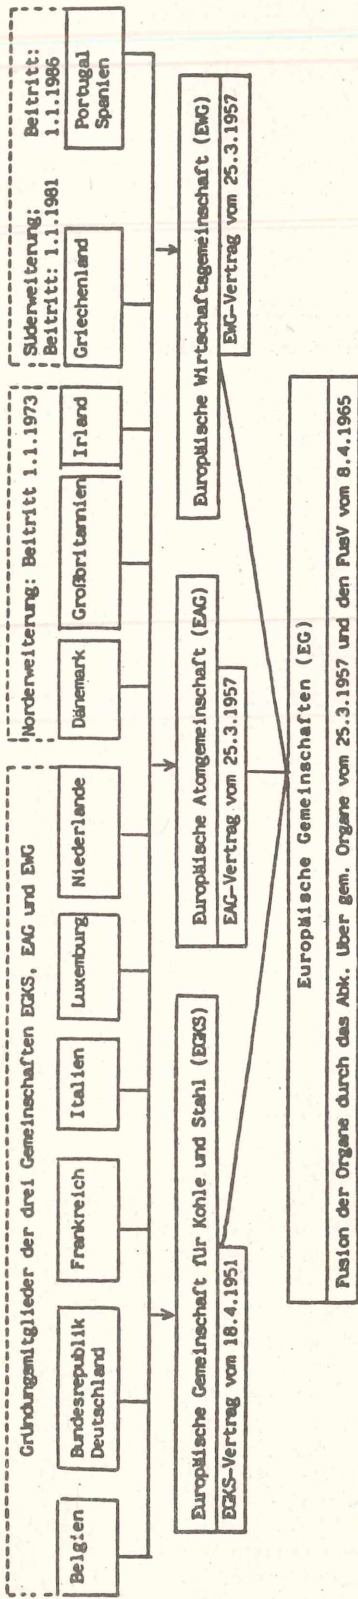 Gründungsmitglieder der drei Gemeinschaften EGKS, EAG und EWG
Norderweiterung: Beitritt 1.1.1973
Süderweiterung:
Beitritt: 1.1.1981
Beitritt:
1.1.1986
Belgien
Bundesrepublik
Deutschland
Frankreich
Italien
Luxemburg
Niederlande
Dänemark
Großbritannien
Irland
Griechenland
Portugal
Spanien
Europäische Gemeinschaft für Kohle und Stahl (EGKS)
EGKS-Vertrag vom 18.4.1951
Europäische Atomgemeinschaft (EAG)
EAG-Vertrag vom 25.3.1957
Europäische Wirtschaftsgemeinschaft (EWG)
EWG-Vertrag vom 25.3.1957
Europäische Gemeinschaften (EG)
Fusion der Organe durch das Abk. über gem. Organe vom 25.3.1957 und den FusV vom 8.4.1965